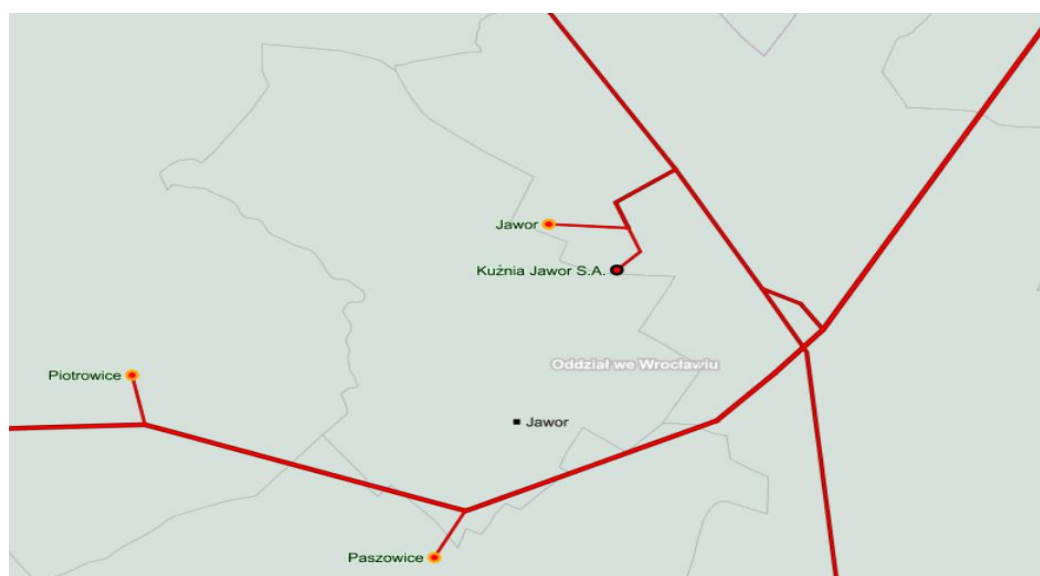 Jawor
Kuźnia Jawor S.A.
Oddział we Wrocławiu
Piotrowice
Jawor
Paszowice